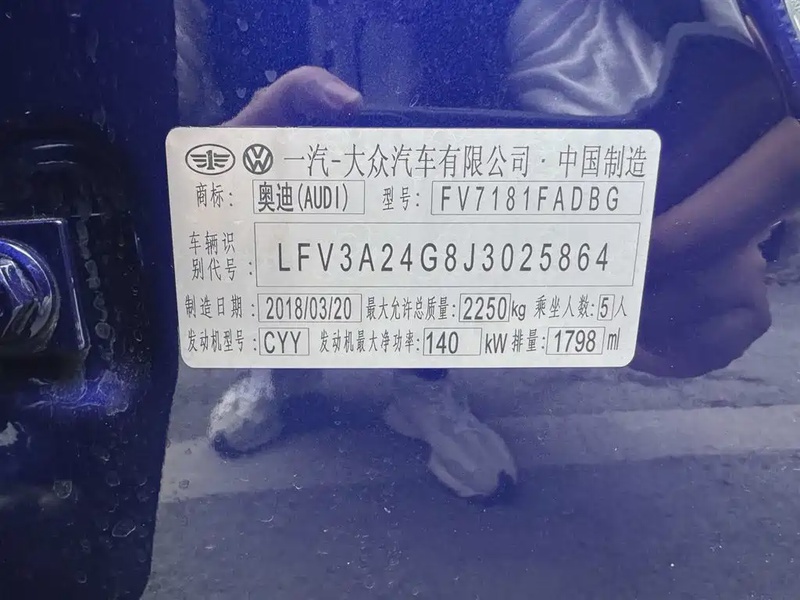 一汽-大众汽车有限公司·中国制造
商标: 奥迪(AUDI) 型号: FV7181FADBG
车辆识别代号: LFV3A24G8J3025864
制造日期: 2018/03/20 最大允许总质量: 2250kg 乘坐人数: 5人
发动机型号: CYY 发动机最大净功率: 140 kW 排量: 1798 ml